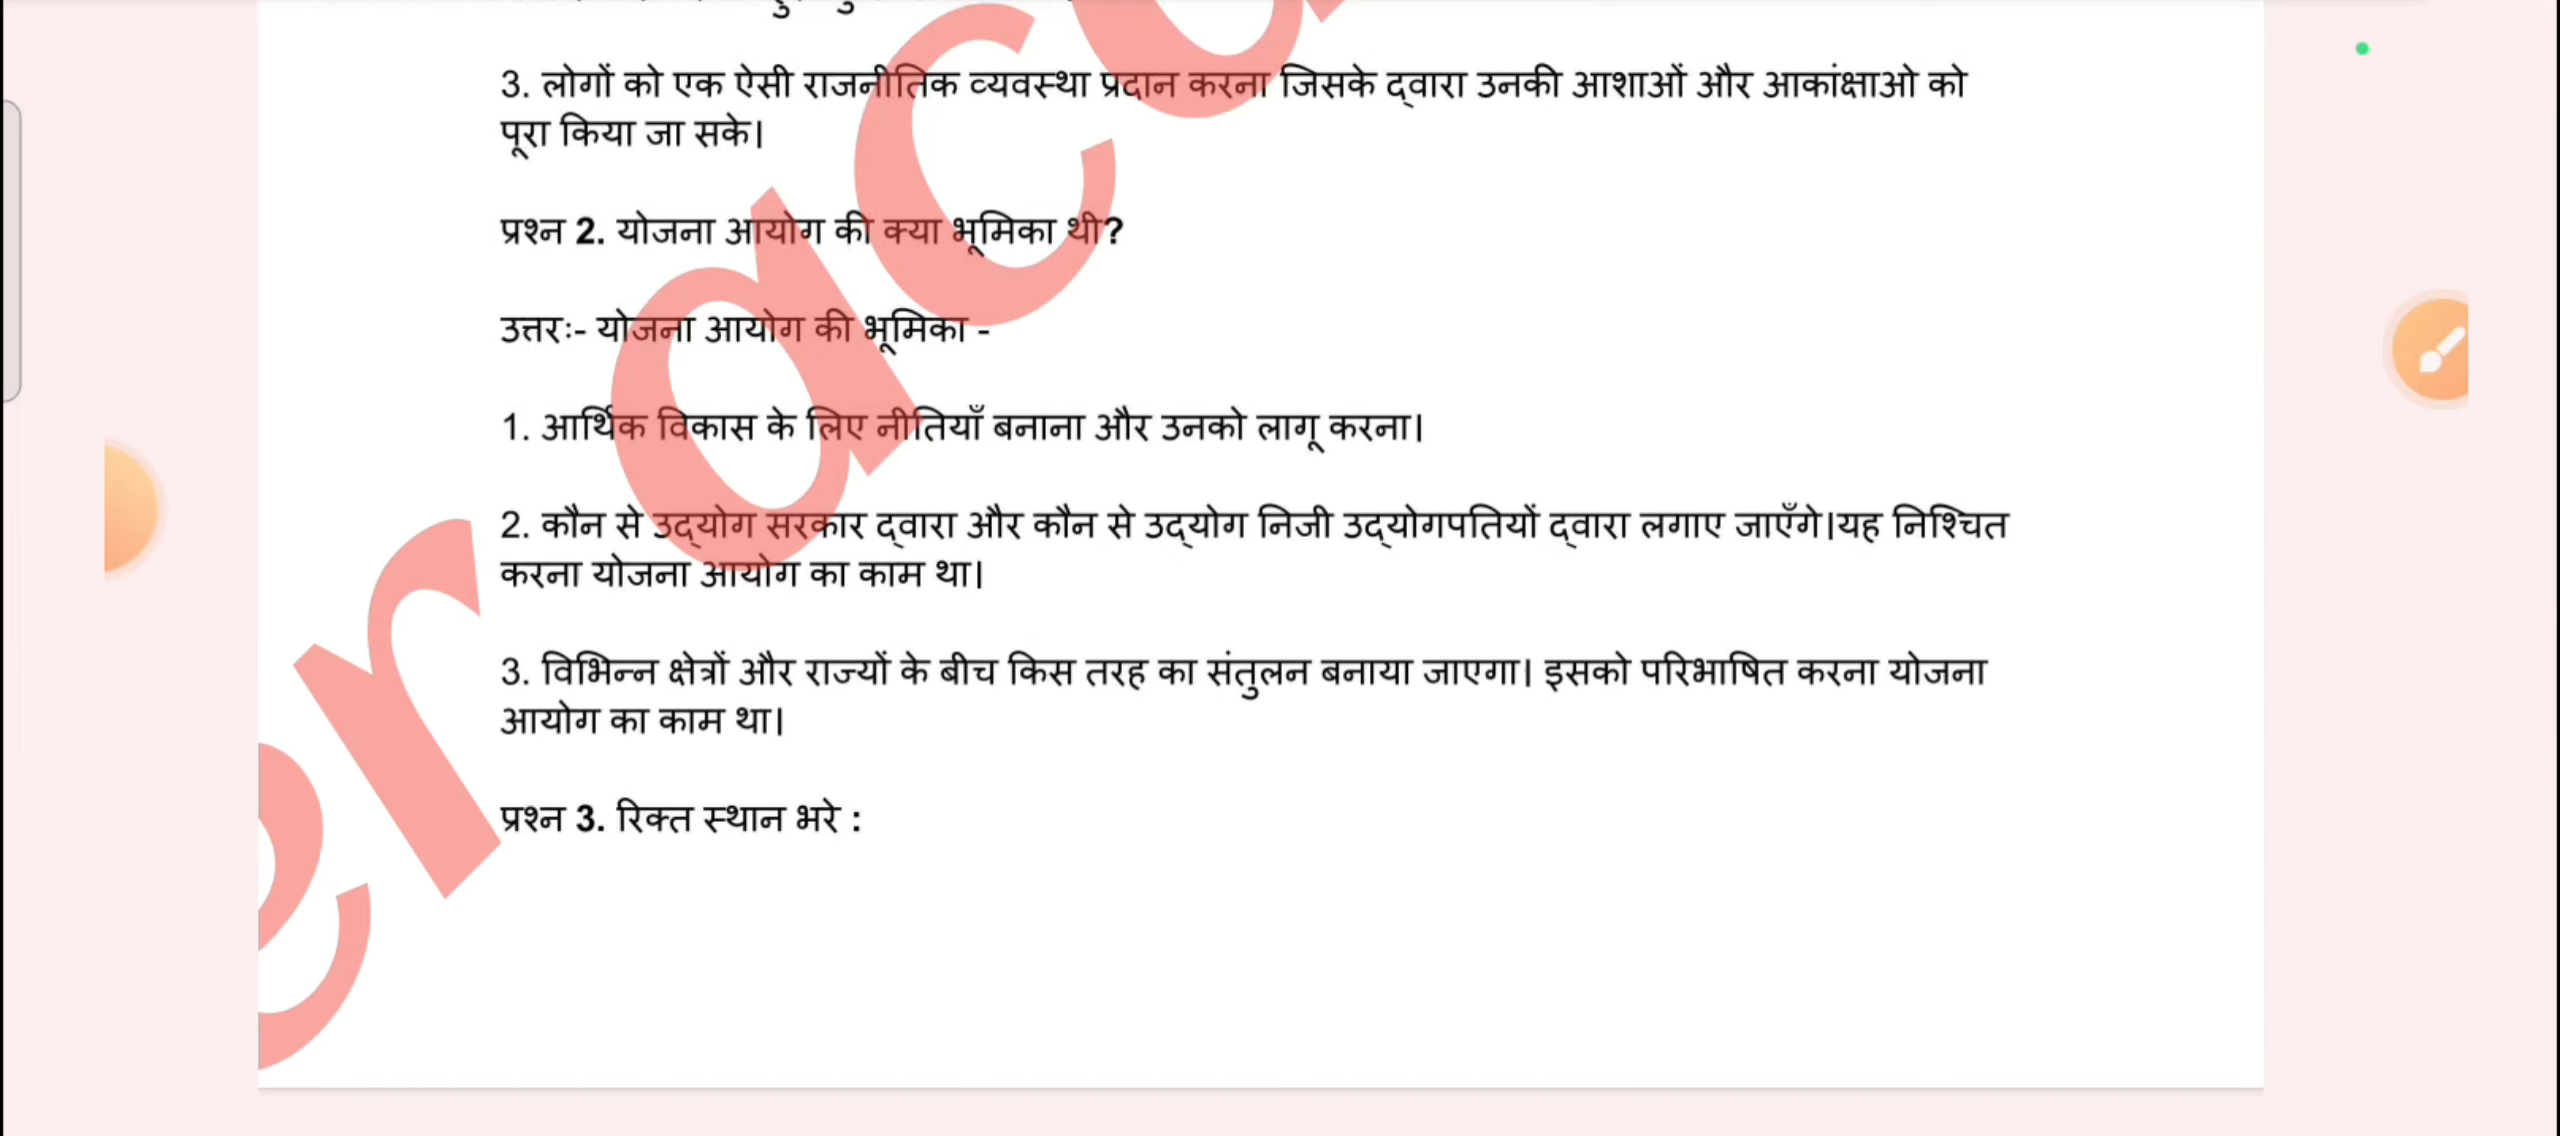 3. लोगों को एक ऐसी राजनीतिक व्यवस्था प्रदान करना जिसके द्वारा उनकी आशाओं और आकांक्षाओ को
पूरा किया जा सके।
प्रश्न 2. योजना आयोग की क्या भूमिका थी?
उत्तरः- योजना आयोग की भूमिका -
1. आर्थिक विकास के लिए नीतियाँ बनाना और उनको लागू करना।
2. कौन से उद्योग सरकार द्वारा और कौन से उद्योग निजी उद्योगपतियों द्वारा लगाए जाएँगे।यह निश्चित
करना योजना आयोग का काम था।
3. विभिन्न क्षेत्रों और राज्यों के बीच किस तरह का संतुलन बनाया जाएगा। इसको परिभाषित करना योजना
आयोग का काम था।
प्रश्न 3. रिक्त स्थान भरे :